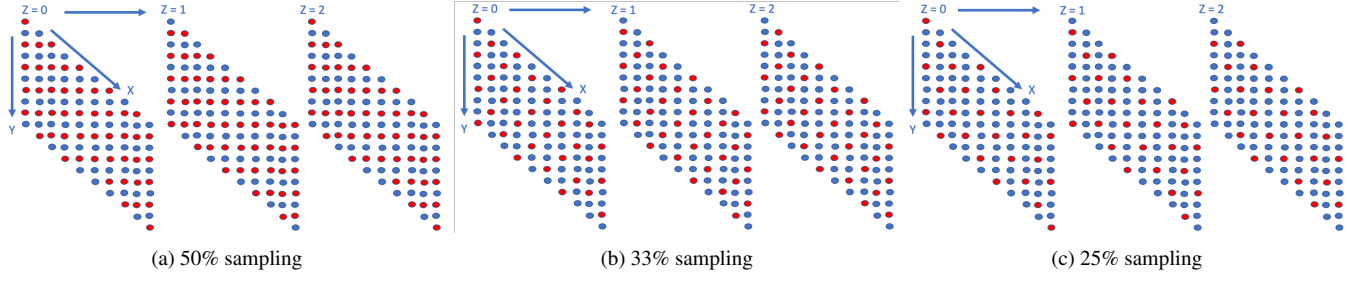 Z = 0
Z = 1
Z = 2
X
Y
(a) 50% sampling
Z = 0
Z = 1
Z = 2
X
Y
(b) 33% sampling
Z = 0
Z = 1
Z = 2
X
Y
(c) 25% sampling